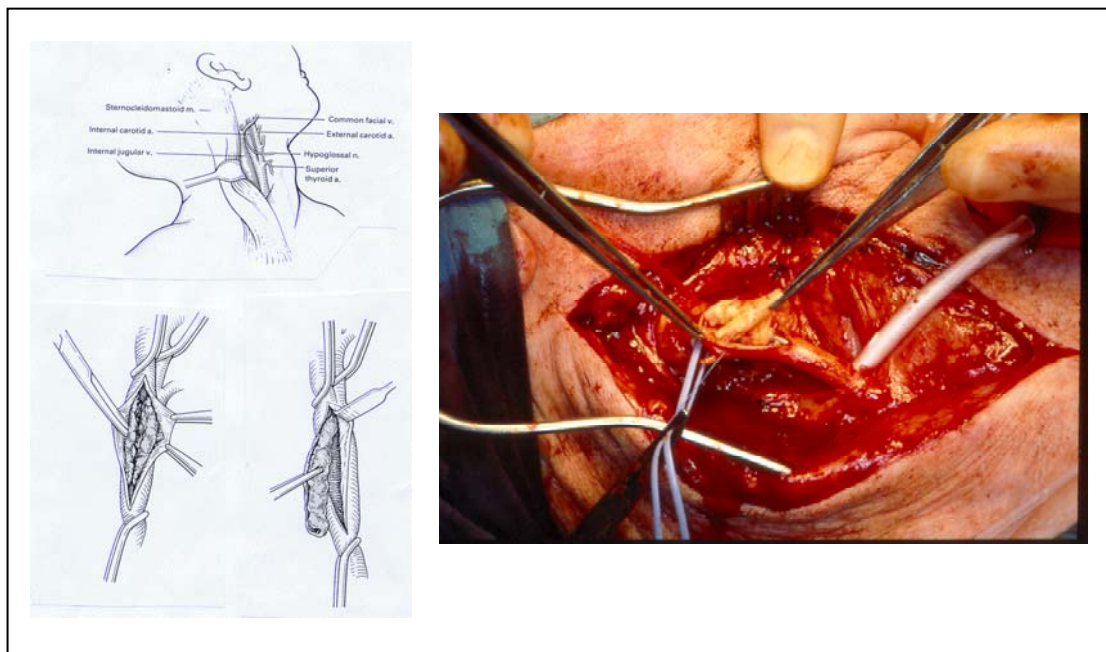 Sternocleidomastoid m.
Common facial v.
Internal carotid a.
External carotid a.
Internal jugular v.
Hypoglossal n.
Superior
thyroid a.